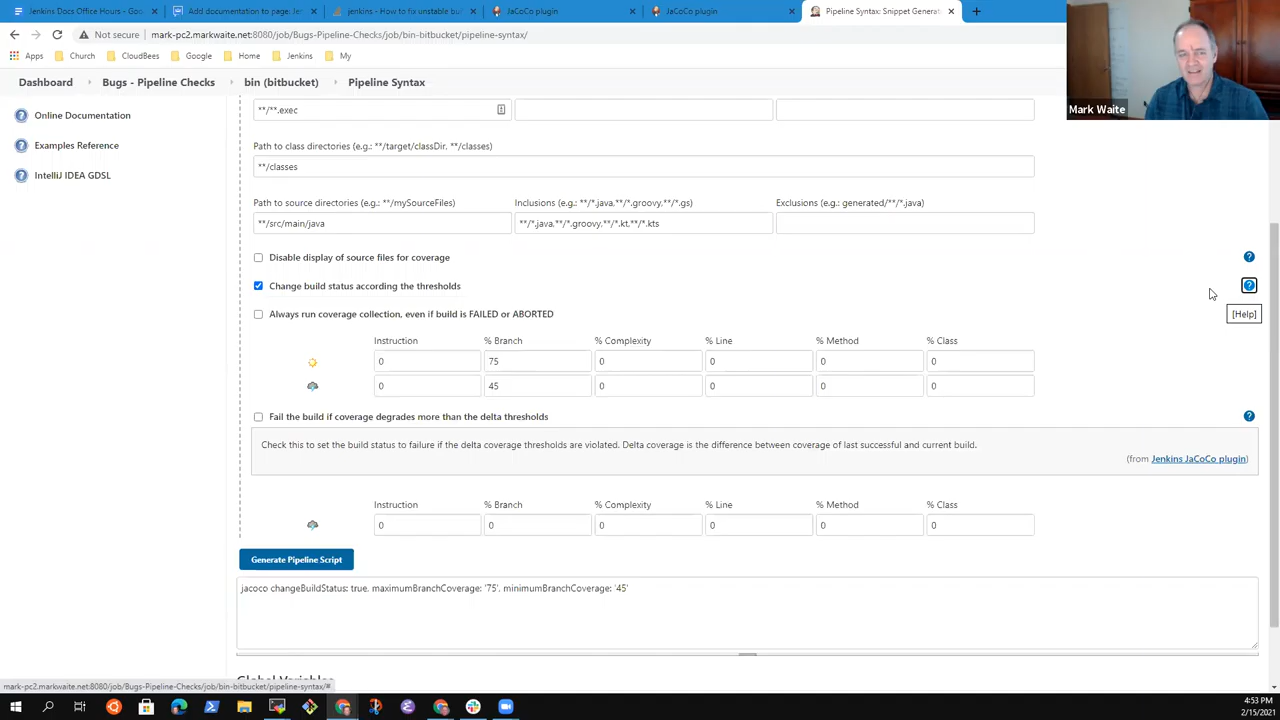 Jenkins Docs Office Hours - Goo
Add documentation to page: Jen
jenkins - How to fix unstable bui
JaCoCo plugin
JaCoCo plugin
Pipeline Syntax: Snippet Generat
Not secure
mark-pc2.markwaite.net:8080/job/Bugs-Pipeline-Checks/job/bin-bitbucket/pipeline-syntax/
Apps
Church
CloudBees
Google
Home
Jenkins
My
Mark Waite
Dashboard
Bugs - Pipeline Checks
bin (bitbucket)
Pipeline Syntax
Online Documentation
Examples Reference
IntelliJ IDEA GDSL
**/**.exec
Path to class directories (e.g.: **/target/classDir, **/classes)
**/classes
Path to source directories (e.g.: **/mySourceFiles)
Inclusions (e.g.: **/*.java,**/*.groovy,**/*.gs)
Exclusions (e.g.: generated/**/*.java)
**/src/main/java
**/*.java,**/*.groovy,**/*.kt,**/*.kts
Disable display of source files for coverage
?
Change build status according the thresholds
?
[Help]
Always run coverage collection, even if build is FAILED or ABORTED
Instruction
% Branch
% Complexity
% Line
% Method
% Class
0
75
0
0
0
0
0
45
0
0
0
0
Fail the build if coverage degrades more than the delta thresholds
?
Check this to set the build status to failure if the delta coverage thresholds are violated. Delta coverage is the difference between coverage of last successful and current build.
(from Jenkins JaCoCo plugin)
Instruction
% Branch
% Complexity
% Line
% Method
% Class
0
0
0
0
0
0
Generate Pipeline Script
jacoco changeBuildStatus: true, maximumBranchCoverage: '75', minimumBranchCoverage: '45'
Global Variables
mark-pc2.markwaite.net:8080/job/Bugs-Pipeline-Checks/job/bin-bitbucket/pipeline-syntax/#
4:53 PM
2/15/2021